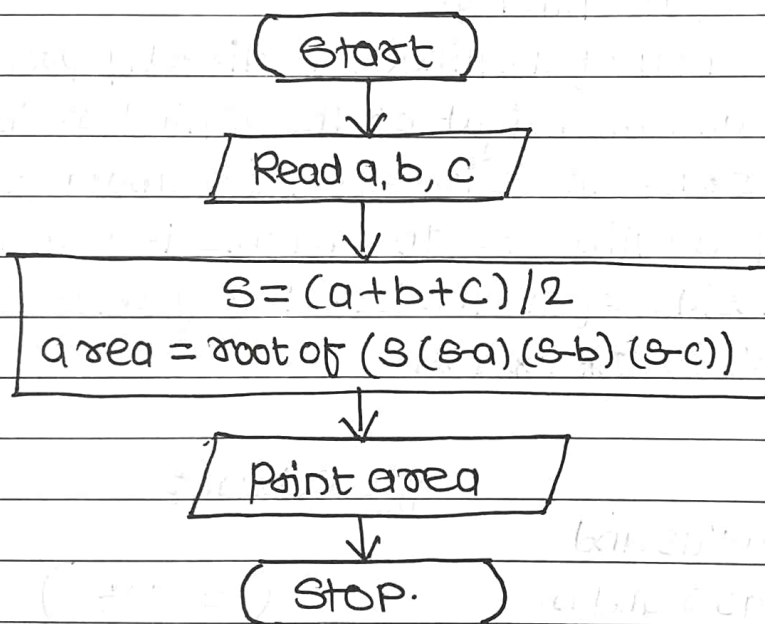 Start
Read a, b, c
S = (a+b+c)/2
area = root of (S(s-a)(s-b)(s-c))
Print area
Stop.